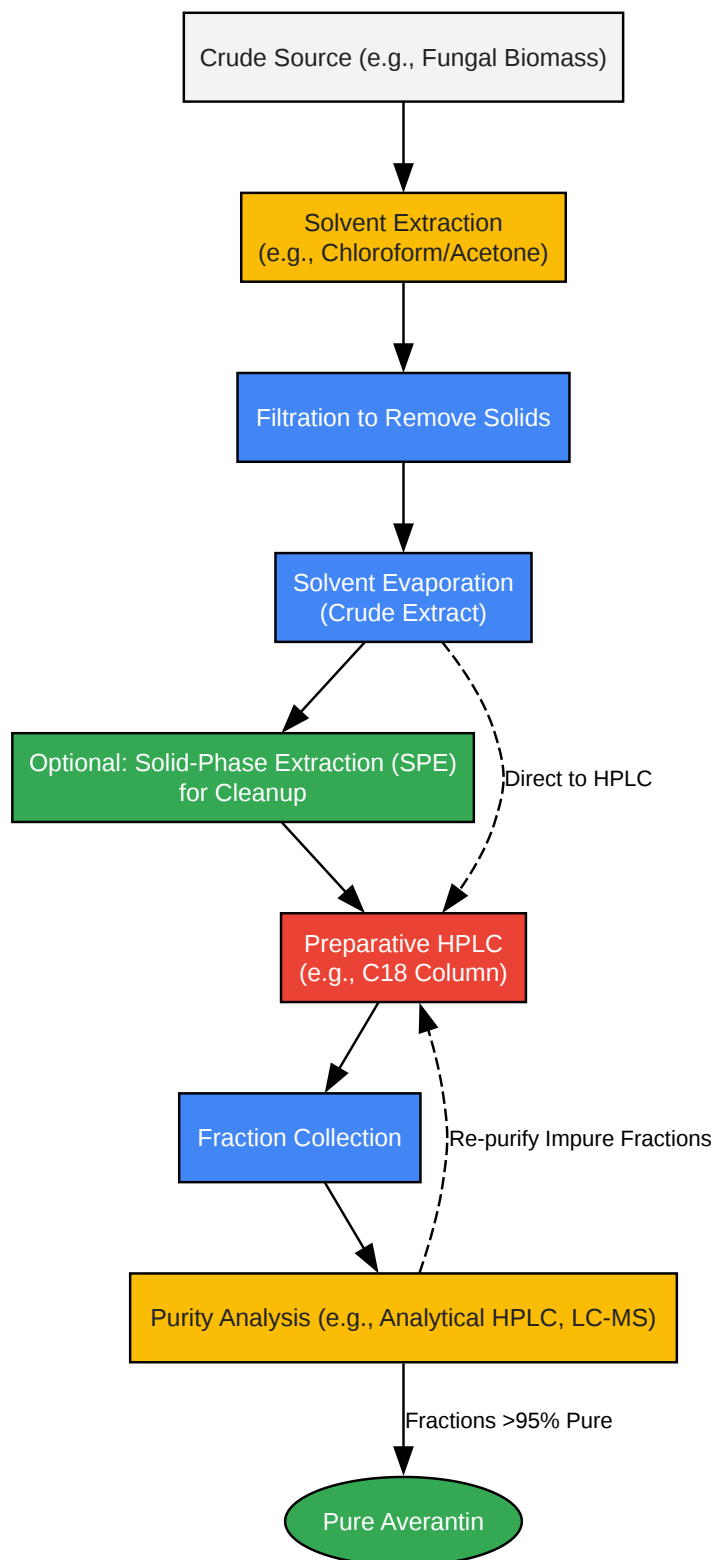 Crude Source (e.g., Fungal Biomass)
Solvent Extraction
(e.g., Chloroform/Acetone)
Filtration to Remove Solids
Solvent Evaporation
(Crude Extract)
Optional: Solid-Phase Extraction (SPE)
for Cleanup
Direct to HPLC
Preparative HPLC
(e.g., C18 Column)
Fraction Collection
Re-purify Impure Fractions
Purity Analysis (e.g., Analytical HPLC, LC-MS)
Fractions >95% Pure
Pure Averantin